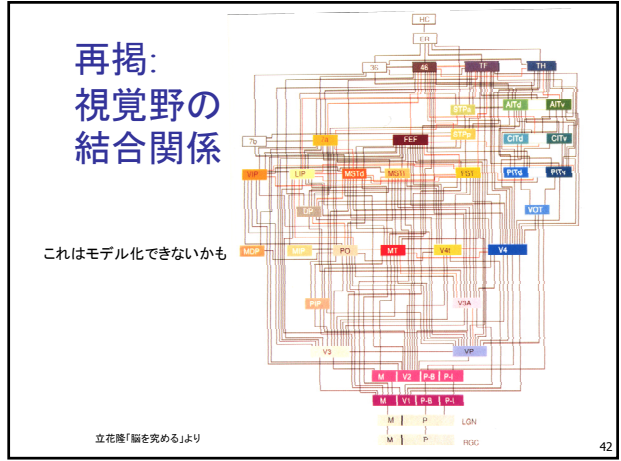 再掲:
視覚野の
結合関係
これはモデル化できないかも
HC
ER
36 46 TF TH
STPa AITd AITv
7b 7a FEF STPp CITd CITv
VIP LIP MSTd MSTl FST PITd PITv
DP VOT
MDP MIP PO MT V4t V4
PIP V3A
V3 VP
M V2 P-B P-I
M V1 P-B P-I
M P LGN
M P RGC
立花隆「脳を究める」より
42